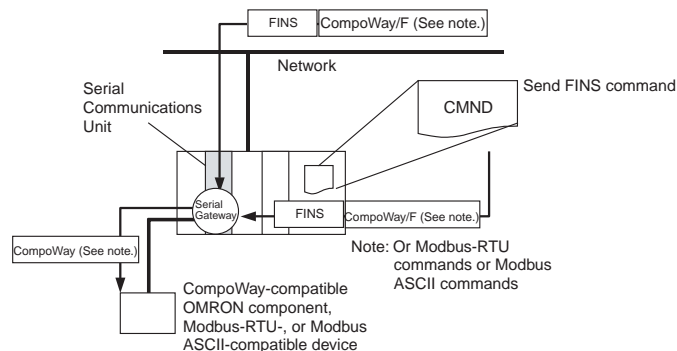 FINS
CompoWay/F (See note.)
Network
Serial
Communications
Unit
Send FINS command
CMND
Serial
Gateway
FINS
CompoWay/F (See note.)
CompoWay (See note.)
Note: Or Modbus-RTU
commands or Modbus
ASCII commands
CompoWay-compatible
OMRON component,
Modbus-RTU-, or Modbus
ASCII-compatible device